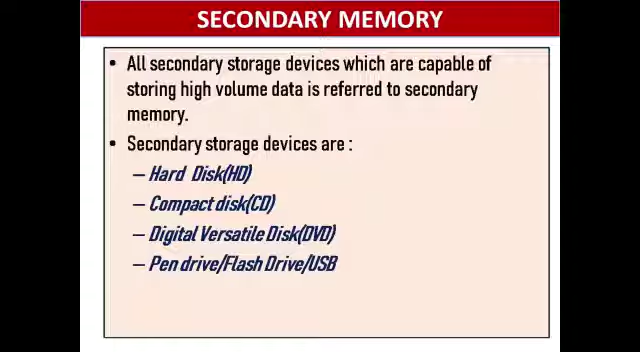 SECONDARY MEMORY
• All secondary storage devices which are capable of
storing high volume data is referred to secondary
memory.
• Secondary storage devices are :
– Hard Disk(HD)
– Compact disk(CD)
– Digital Versatile Disk(DVD)
– Pen drive/Flash Drive/USB